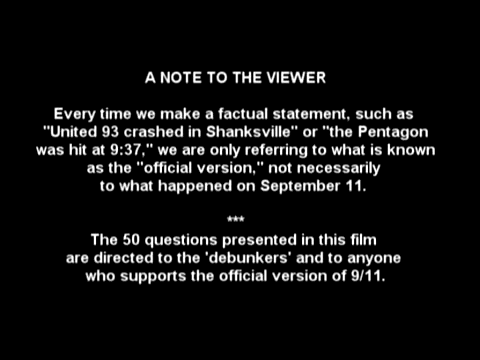 A NOTE TO THE VIEWER
Every time we make a factual statement, such as
"United 93 crashed in Shanksville" or "the Pentagon
was hit at 9:37," we are only referring to what is known
as the "official version," not necessarily
to what happened on September 11.
***
The 50 questions presented in this film
are directed to the 'debunkers' and to anyone
who supports the official version of 9/11.